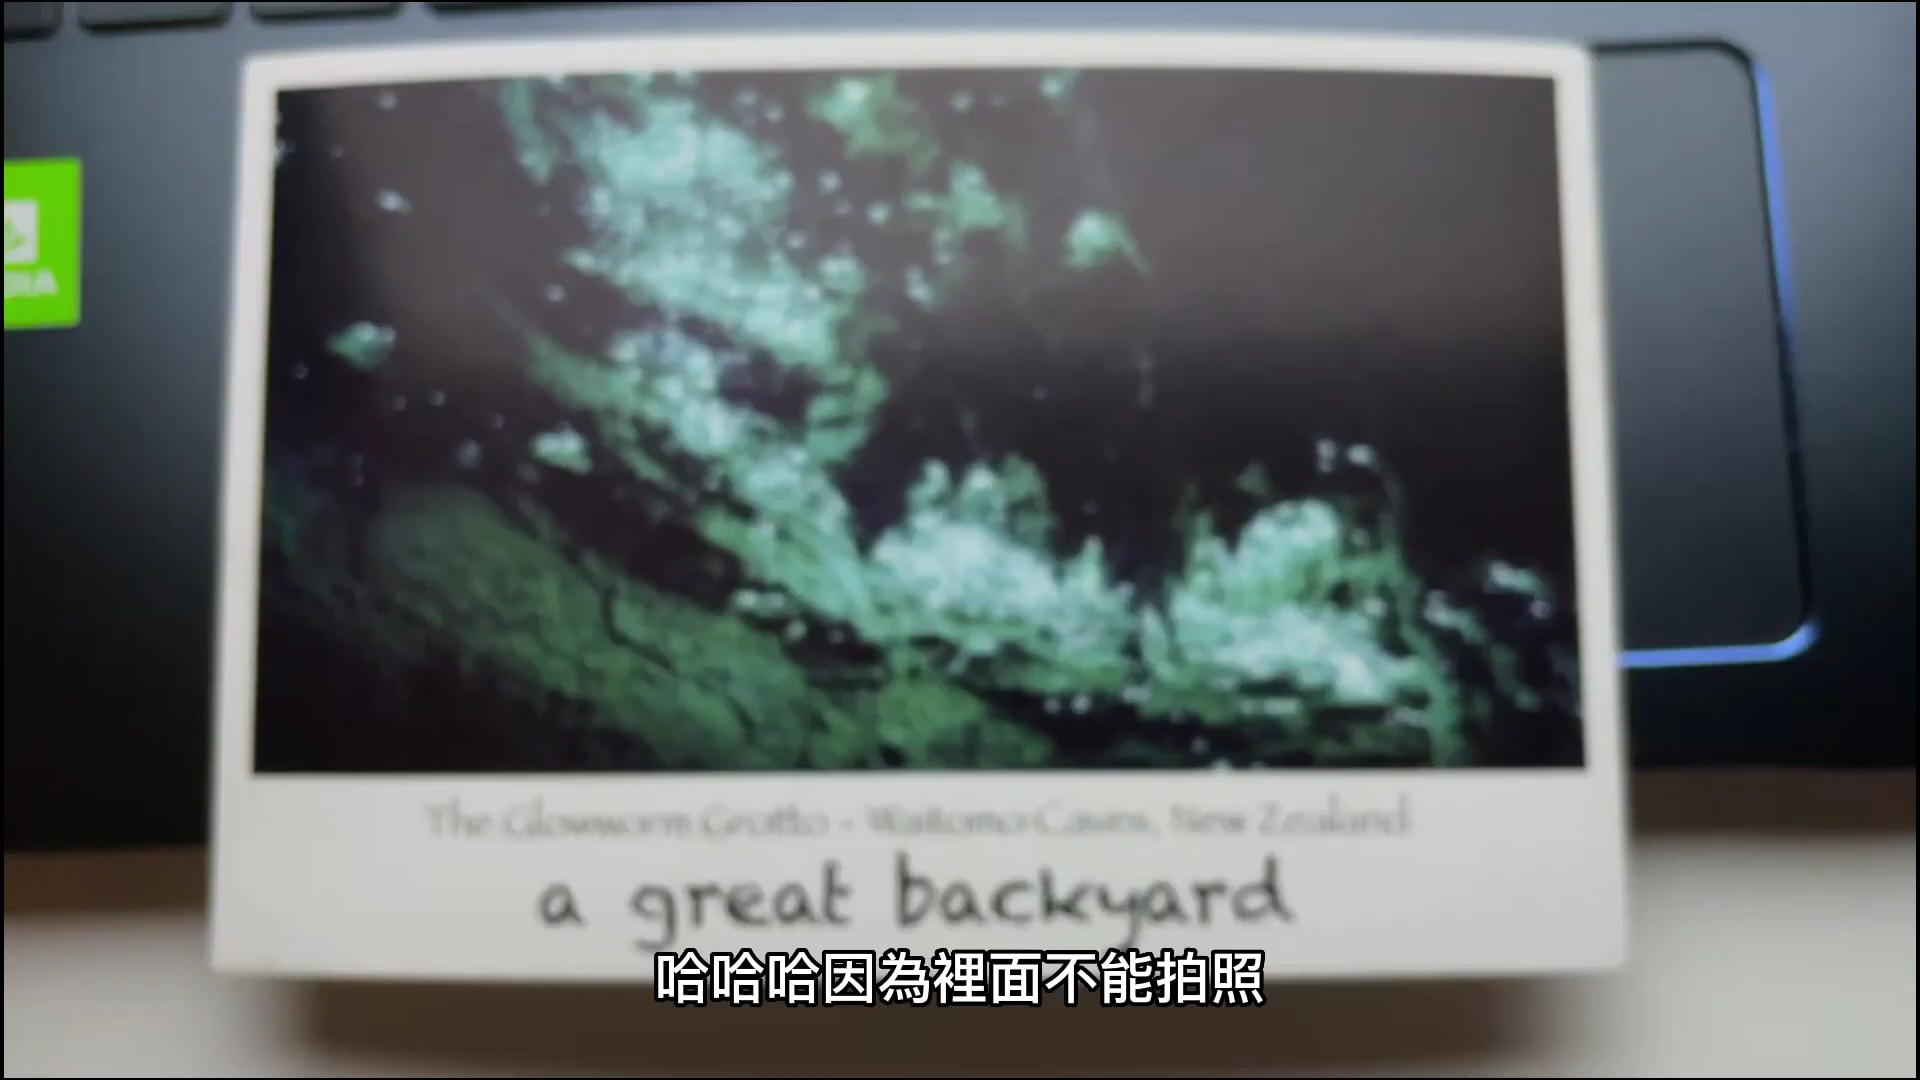 DIA
The Glowworm Grotto - Waitomo Caves, New Zealand
a great backyard
哈哈哈因為裡面不能拍照